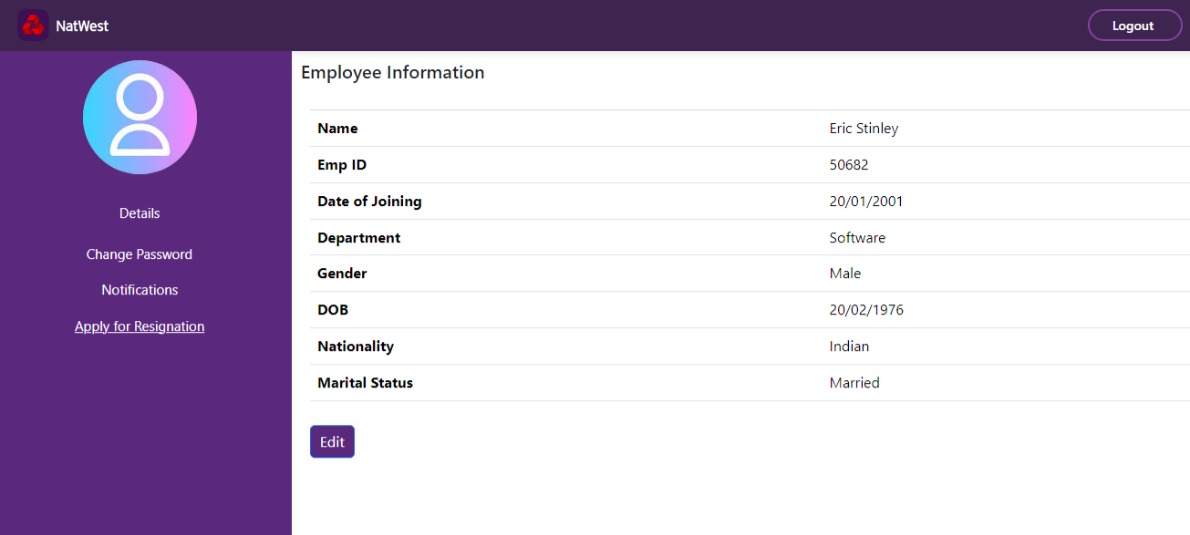 NatWest
Logout
Details
Change Password
Notifications
Apply for Resignation
Employee Information
Name Eric Stinley
Emp ID 50682
Date of Joining 20/01/2001
Department Software
Gender Male
DOB 20/02/1976
Nationality Indian
Marital Status Married
Edit